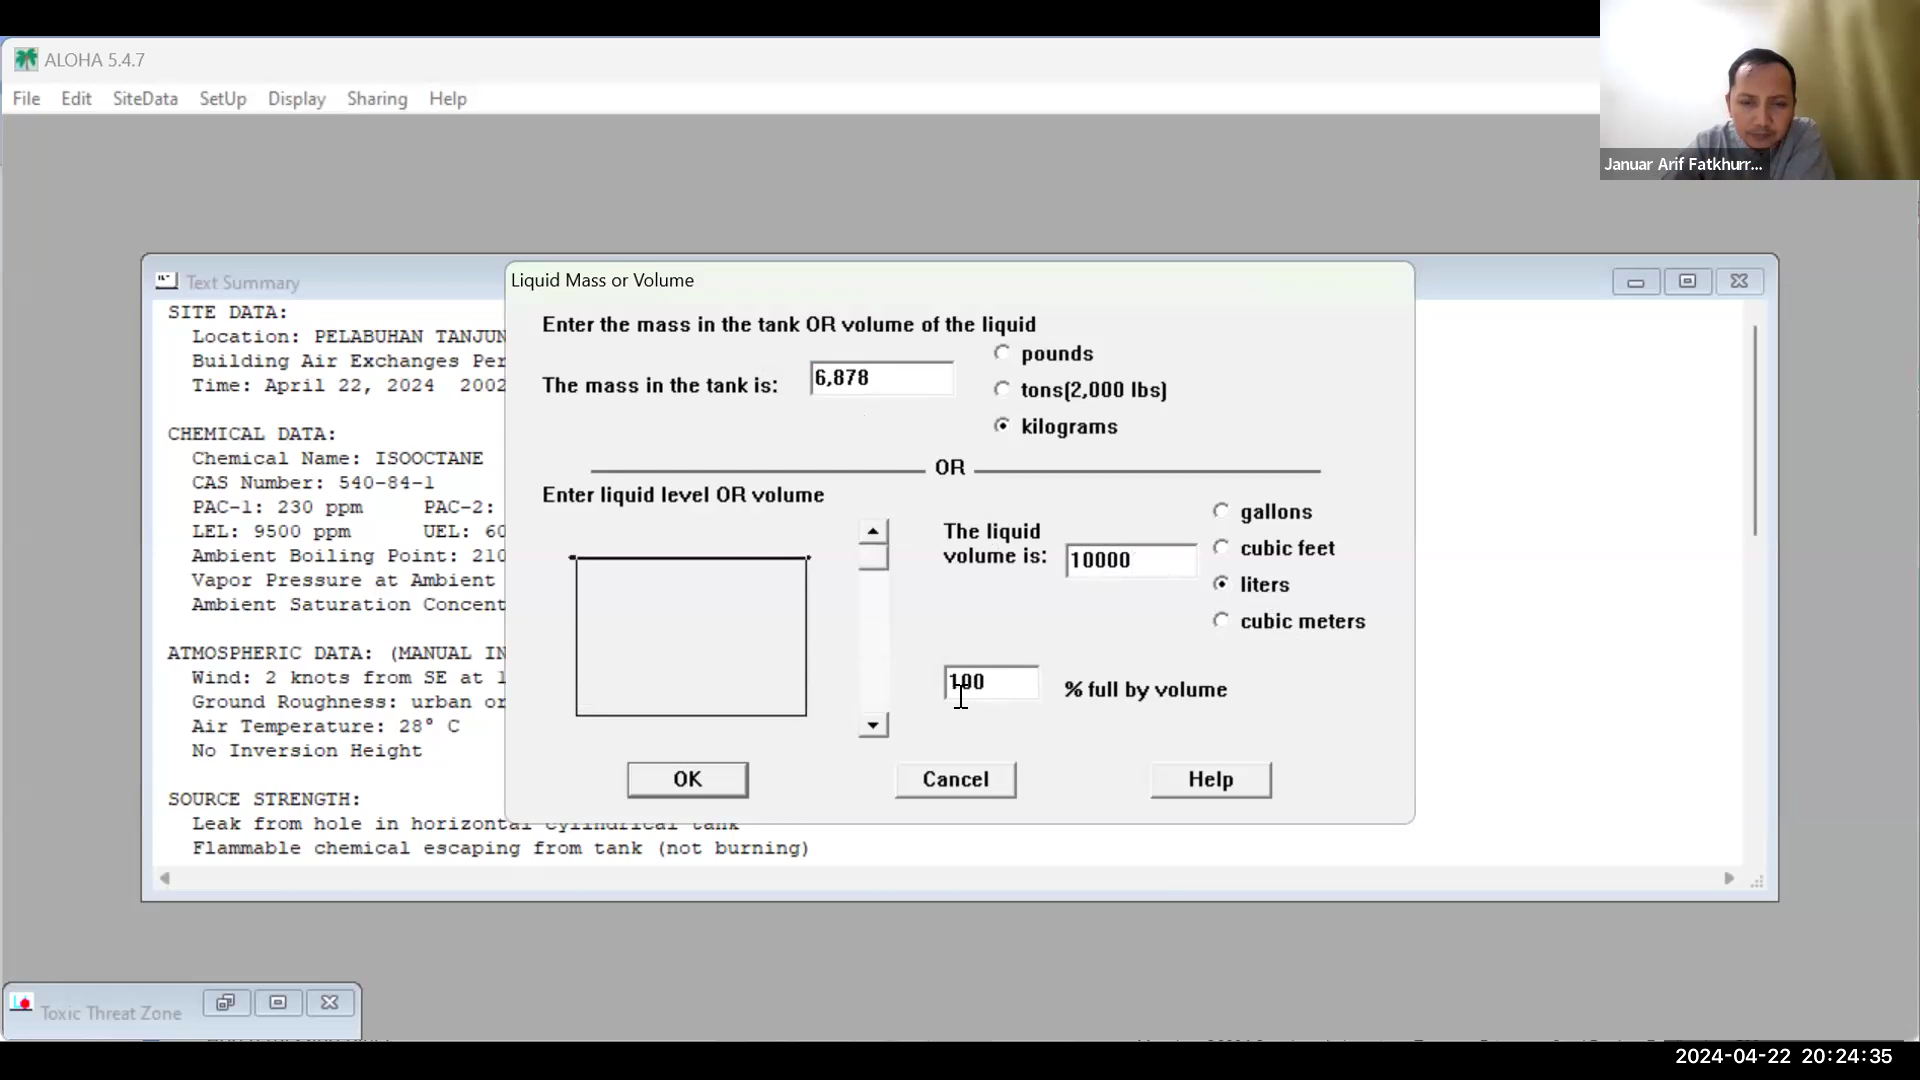 ALOHA 5.4.7
File Edit SiteData SetUp Display Sharing Help
Januar Arif Fatkhurr...
Text Summary
SITE DATA:
Location: PELABUHAN TANJUN
Building Air Exchanges Per
Time: April 22, 2024 2002
CHEMICAL DATA:
Chemical Name: ISOOCTANE
CAS Number: 540-84-1
PAC-1: 230 ppm PAC-2:
LEL: 9500 ppm UEL: 60
Ambient Boiling Point: 210
Vapor Pressure at Ambient
Ambient Saturation Concent
ATMOSPHERIC DATA: (MANUAL IN
Wind: 2 knots from SE at 1
Ground Roughness: urban or
Air Temperature: 28° C
No Inversion Height
SOURCE STRENGTH:
Leak from hole in horizontal cylindrical tank
Flammable chemical escaping from tank (not burning)
Liquid Mass or Volume
Enter the mass in the tank OR volume of the liquid
The mass in the tank is: 6,878
pounds
tons(2,000 lbs)
kilograms
OR
Enter liquid level OR volume
The liquid
volume is: 10000
gallons
cubic feet
liters
cubic meters
100 % full by volume
OK Cancel Help
Toxic Threat Zone
2024-04-22 20:24:35